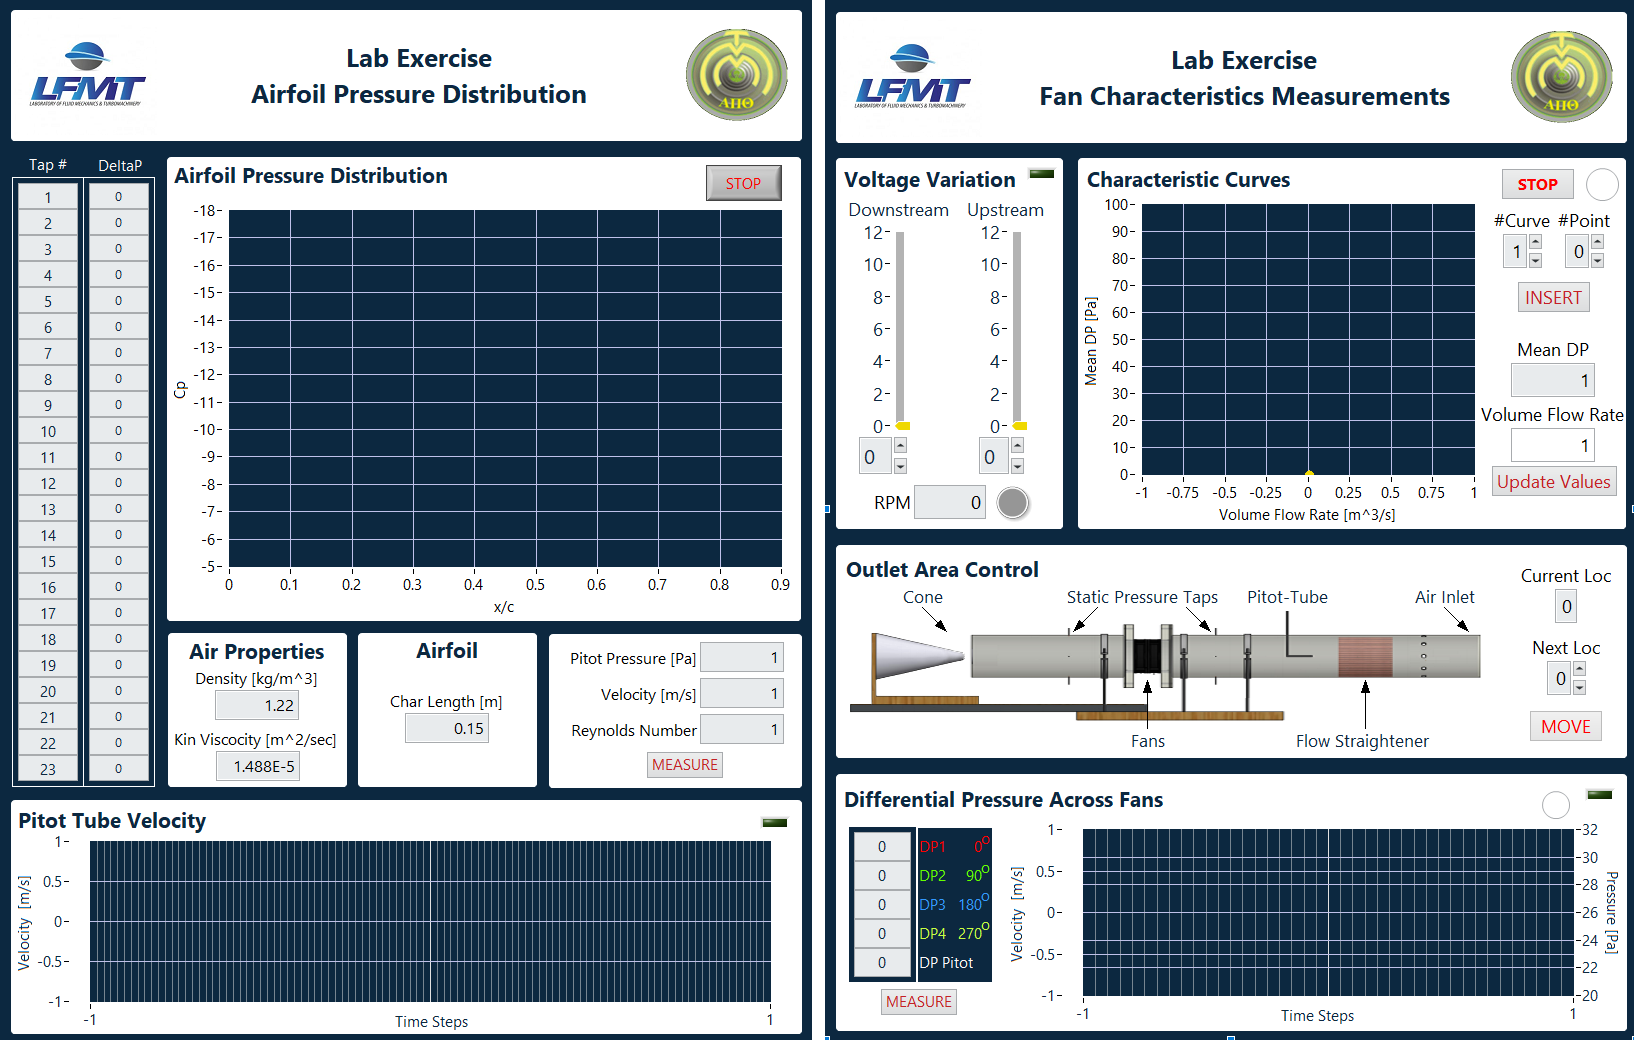 LFMT
LABORATORY OF FLUID MECHANICS & TURBOMACHINERY
Lab Exercise
Airfoil Pressure Distribution
ΑΠΘ
Tap # DeltaP
1 0
2 0
3 0
4 0
5 0
6 0
7 0
8 0
9 0
10 0
11 0
12 0
13 0
14 0
15 0
16 0
17 0
18 0
19 0
20 0
21 0
22 0
23 0
Airfoil Pressure Distribution
STOP
Cp
-18
-17
-16
-15
-14
-13
-12
-11
-10
-9
-8
-7
-6
-5
0 0.1 0.2 0.3 0.4 0.5 0.6 0.7 0.8 0.9
x/c
Air Properties
Density [kg/m^3]
1.22
Kin Viscocity [m^2/sec]
1.488E-5
Airfoil
Char Length [m]
0.15
Pitot Pressure [Pa] 1
Velocity [m/s] 1
Reynolds Number 1
MEASURE
Pitot Tube Velocity
Velocity [m/s]
1
0.5
0
-0.5
-1
-1 1
Time Steps
LFMT
LABORATORY OF FLUID MECHANICS & TURBOMACHINERY
Lab Exercise
Fan Characteristics Measurements
ΑΠΘ
Voltage Variation
Downstream Upstream
12 12
10 10
8 8
6 6
4 4
2 2
0 0
0 0
RPM 0
Characteristic Curves
STOP
Mean DP [Pa]
100
90
80
70
60
50
40
30
20
10
0
-1 -0.75 -0.5 -0.25 0 0.25 0.5 0.75 1
Volume Flow Rate [m^3/s]
#Curve #Point
1 0
INSERT
Mean DP
1
Volume Flow Rate
1
Update Values
Outlet Area Control
Cone Static Pressure Taps Pitot-Tube Air Inlet
Fans Flow Straightener
Current Loc
0
Next Loc
0
MOVE
Differential Pressure Across Fans
0 DP1 0°
0 DP2 90°
0 DP3 180°
0 DP4 270°
0 DP Pitot
MEASURE
Velocity [m/s]
1
0.5
0
-0.5
-1
-1 1
Time Steps
32
30
28
26
24
22
20
Pressure [Pa]